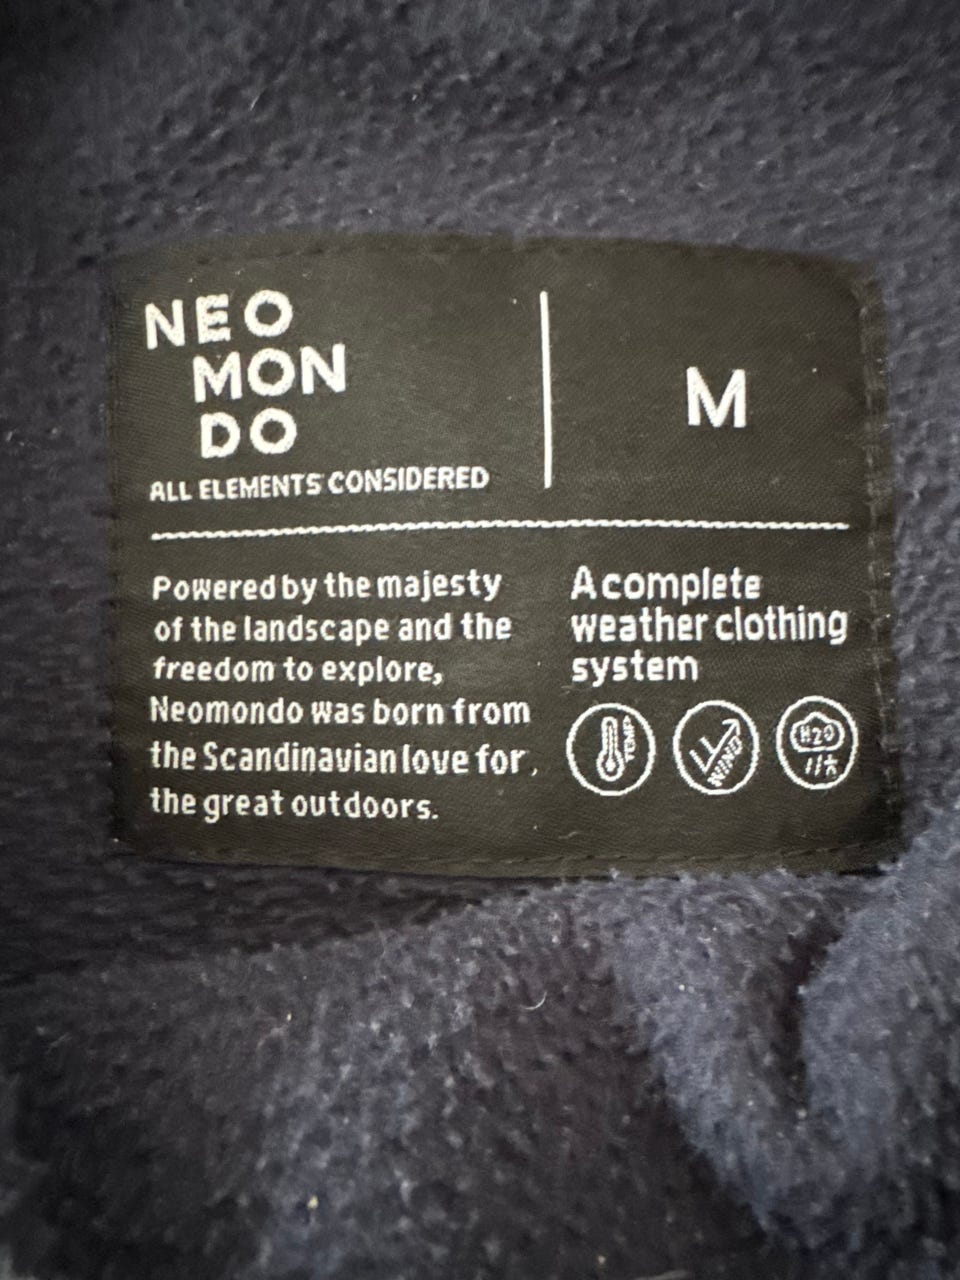 NEO
MON
DO
ALL ELEMENTS CONSIDERED
M
Powered by the majesty
of the landscape and the
freedom to explore,
Neomondo was born from
the Scandinavian love for
the great outdoors.
A complete
weather clothing
system
TEMP
WIND
H2O